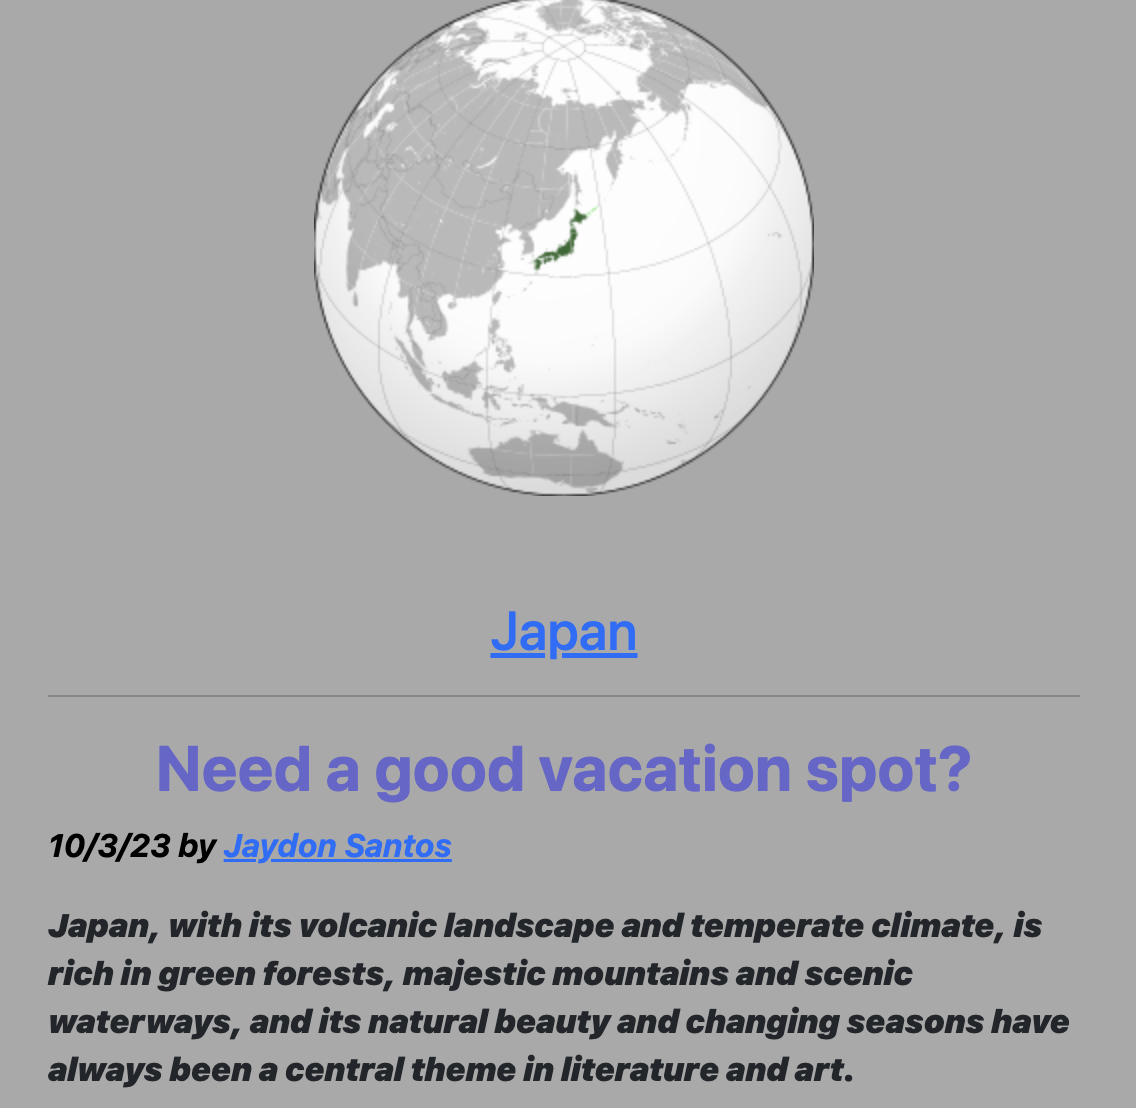 Japan
Need a good vacation spot?
10/3/23 by Jaydon Santos
Japan, with its volcanic landscape and temperate climate, is
rich in green forests, majestic mountains and scenic
waterways, and its natural beauty and changing seasons have
always been a central theme in literature and art.